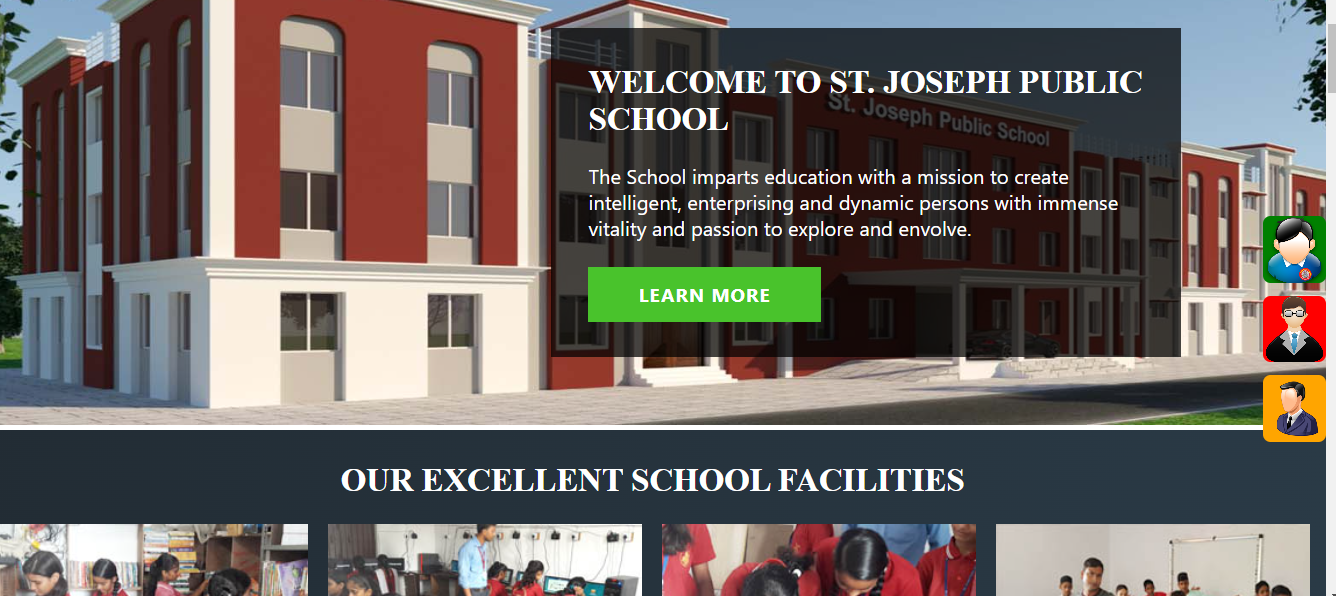 WELCOME TO ST. JOSEPH PUBLIC
SCHOOL
St. Joseph Public School
The School imparts education with a mission to create
intelligent, enterprising and dynamic persons with immense
vitality and passion to explore and envolve.
LEARN MORE
OUR EXCELLENT SCHOOL FACILITIES